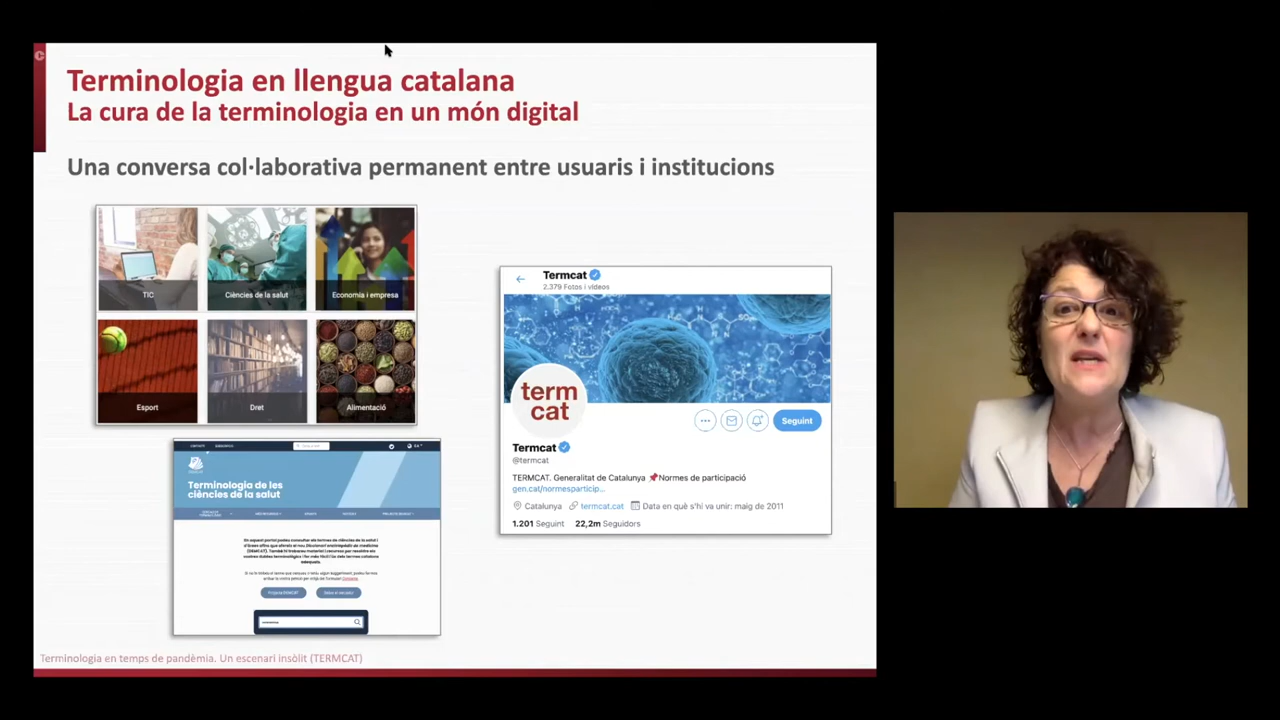 Terminologia en llengua catalana
La cura de la terminologia en un món digital
Una conversa col·laborativa permanent entre usuaris i institucions
TIC
Ciències de la salut
Economia i empresa
Esport
Dret
Alimentació
Terminologia de les
ciències de la salut
Termcat
2.379 Fotos i vídeos
term
cat
Seguint
Termcat
@termcat
TERMCAT. Generalitat de Catalunya 📌Normes de participació
gen.cat/normesparticip...
Catalunya termcat.cat Data en què s'hi va unir: maig de 2011
1.201 Seguint 22,2m Seguidors
Terminologia en temps de pandèmia. Un escenari insòlit (TERMCAT)